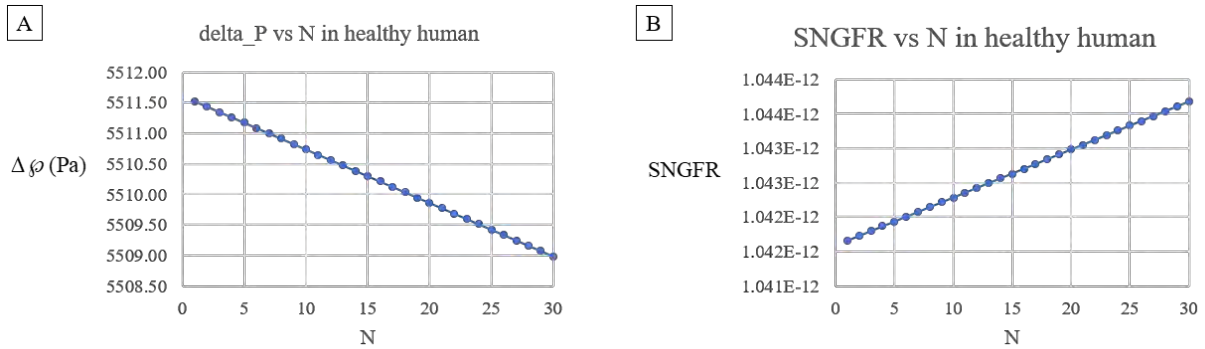 A
delta_P vs N in healthy human
5512.00
5511.50
5511.00
5510.50
5510.00
5509.50
5509.00
5508.50
Δ℘ (Pa)
0 5 10 15 20 25 30
N
B
SNGFR vs N in healthy human
1.044E-12
1.044E-12
1.043E-12
1.043E-12
1.042E-12
1.042E-12
1.041E-12
SNGFR
0 5 10 15 20 25 30
N